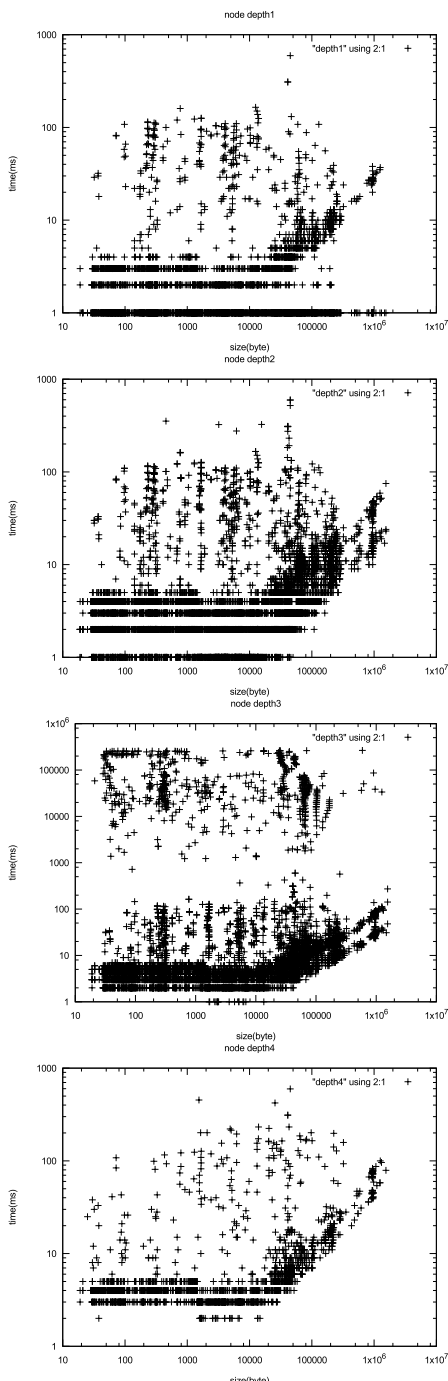 node depth1
1000
"depth1" using 2:1
100
time(ms)
10
1
10 100 1000 10000 100000 1x10^6 1x10^7
size(byte)
node depth2
1000
"depth2" using 2:1
100
time(ms)
10
1
10 100 1000 10000 100000 1x10^6 1x10^7
size(byte)
node depth3
1x10^6
"depth3" using 2:1
100000
10000
time(ms)
1000
100
10
1
10 100 1000 10000 100000 1x10^6 1x10^7
size(byte)
node depth4
1000
"depth4" using 2:1
100
time(ms)
10
1
10 100 1000 10000 100000 1x10^6 1x10^7
size(byte)